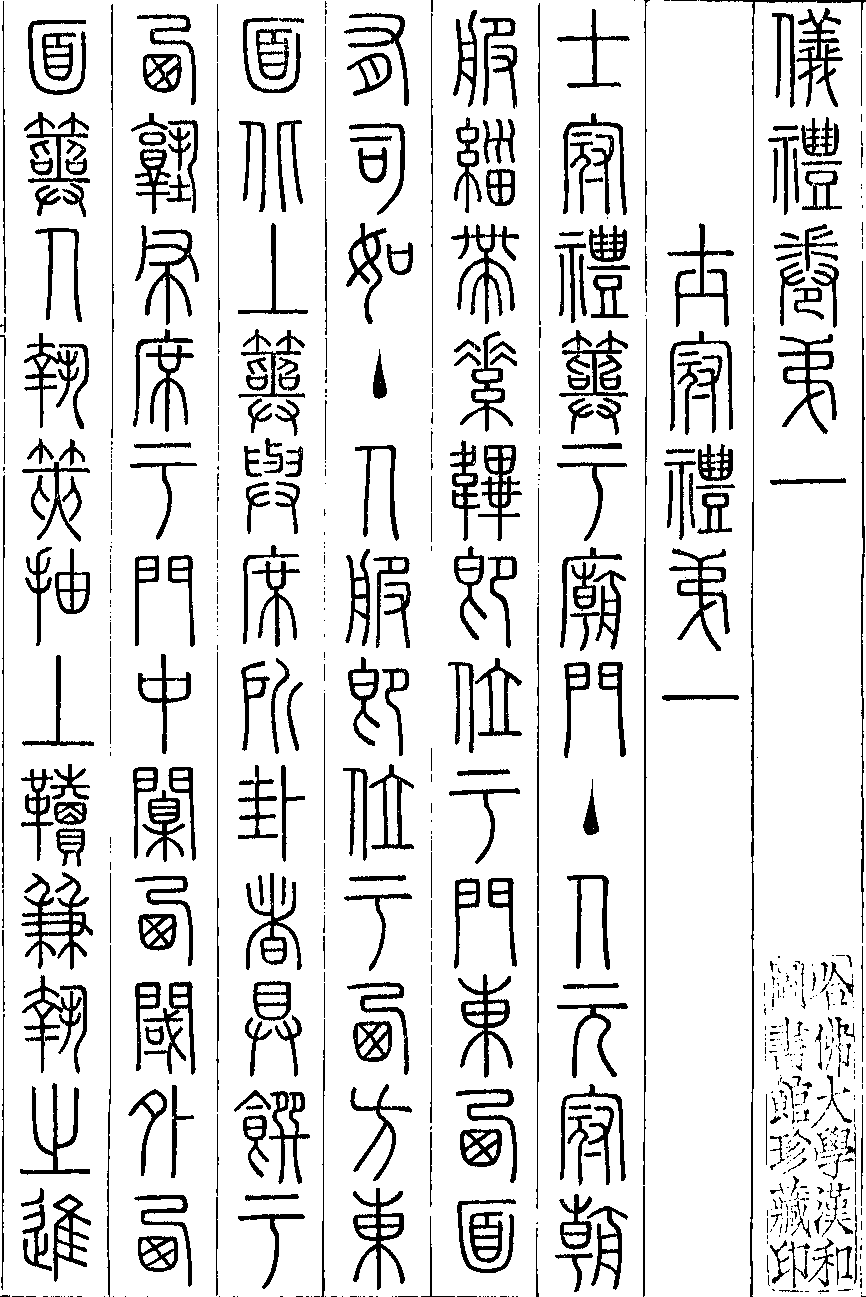 儀禮卷弟一
士冠禮弟一
士冠禮筮于廟門主人玄冠朝
服緇帶素韠即位于門東西面
有司如主人服即位于西方東
面北上筮與席所卦者具饌于
西塾布席于門中闑西閾外西
面筮人執筴抽上韇兼執之進
哈佛大學漢和
圖書館珍藏印